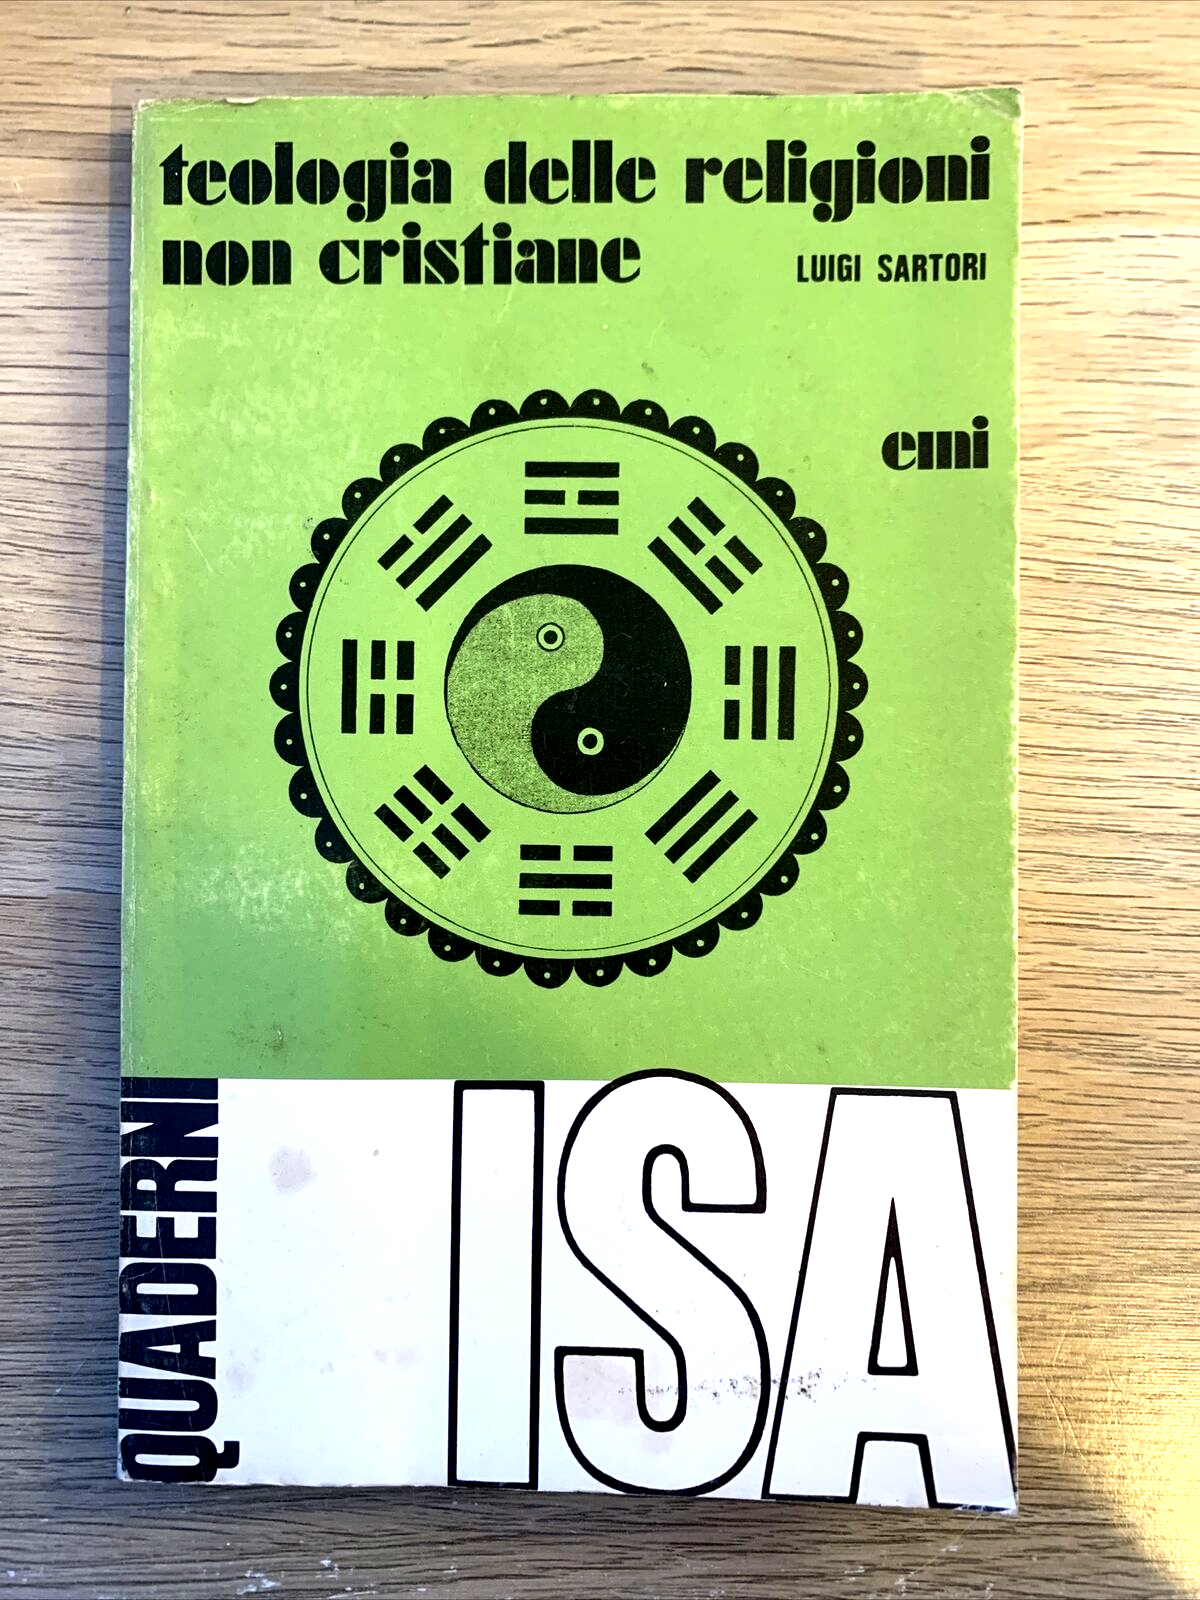 teologia delle religioni
non cristiane
LUIGI SARTORI
emi
QUADERNI
ISA